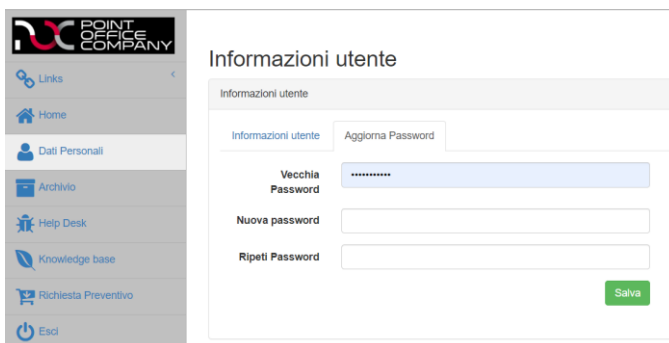 POINT
OFFICE
COMPANY
Links
Home
Dati Personali
Archivio
Help Desk
Knowledge base
Richiesta Preventivo
Esci
Informazioni utente
Informazioni utente
Informazioni utente
Aggiorna Password
Vecchia
Password
Nuova password
Ripeti Password
Salva